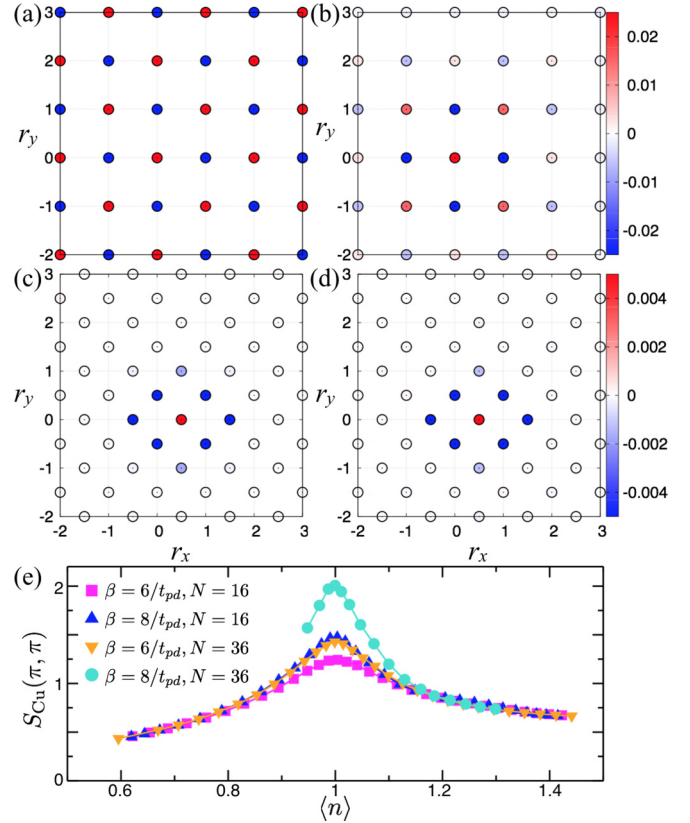 (a)
(b)
3
2
1
0
-1
-2
r_y
3
2
1
0
-1
-2
r_y
0.02
0.01
0
-0.01
-0.02
(c)
(d)
3
2
1
0
-1
-2
r_y
3
2
1
0
-1
-2
r_y
0.004
0.002
0
-0.002
-0.004
-2 -1 0 1 2 3
-2 -1 0 1 2 3
r_x
r_x
(e)
2
1
0
S_Cu(π, π)
β = 6/t_pd, N = 16
β = 8/t_pd, N = 16
β = 6/t_pd, N = 36
β = 8/t_pd, N = 36
0.6 0.8 1 1.2 1.4
⟨n⟩